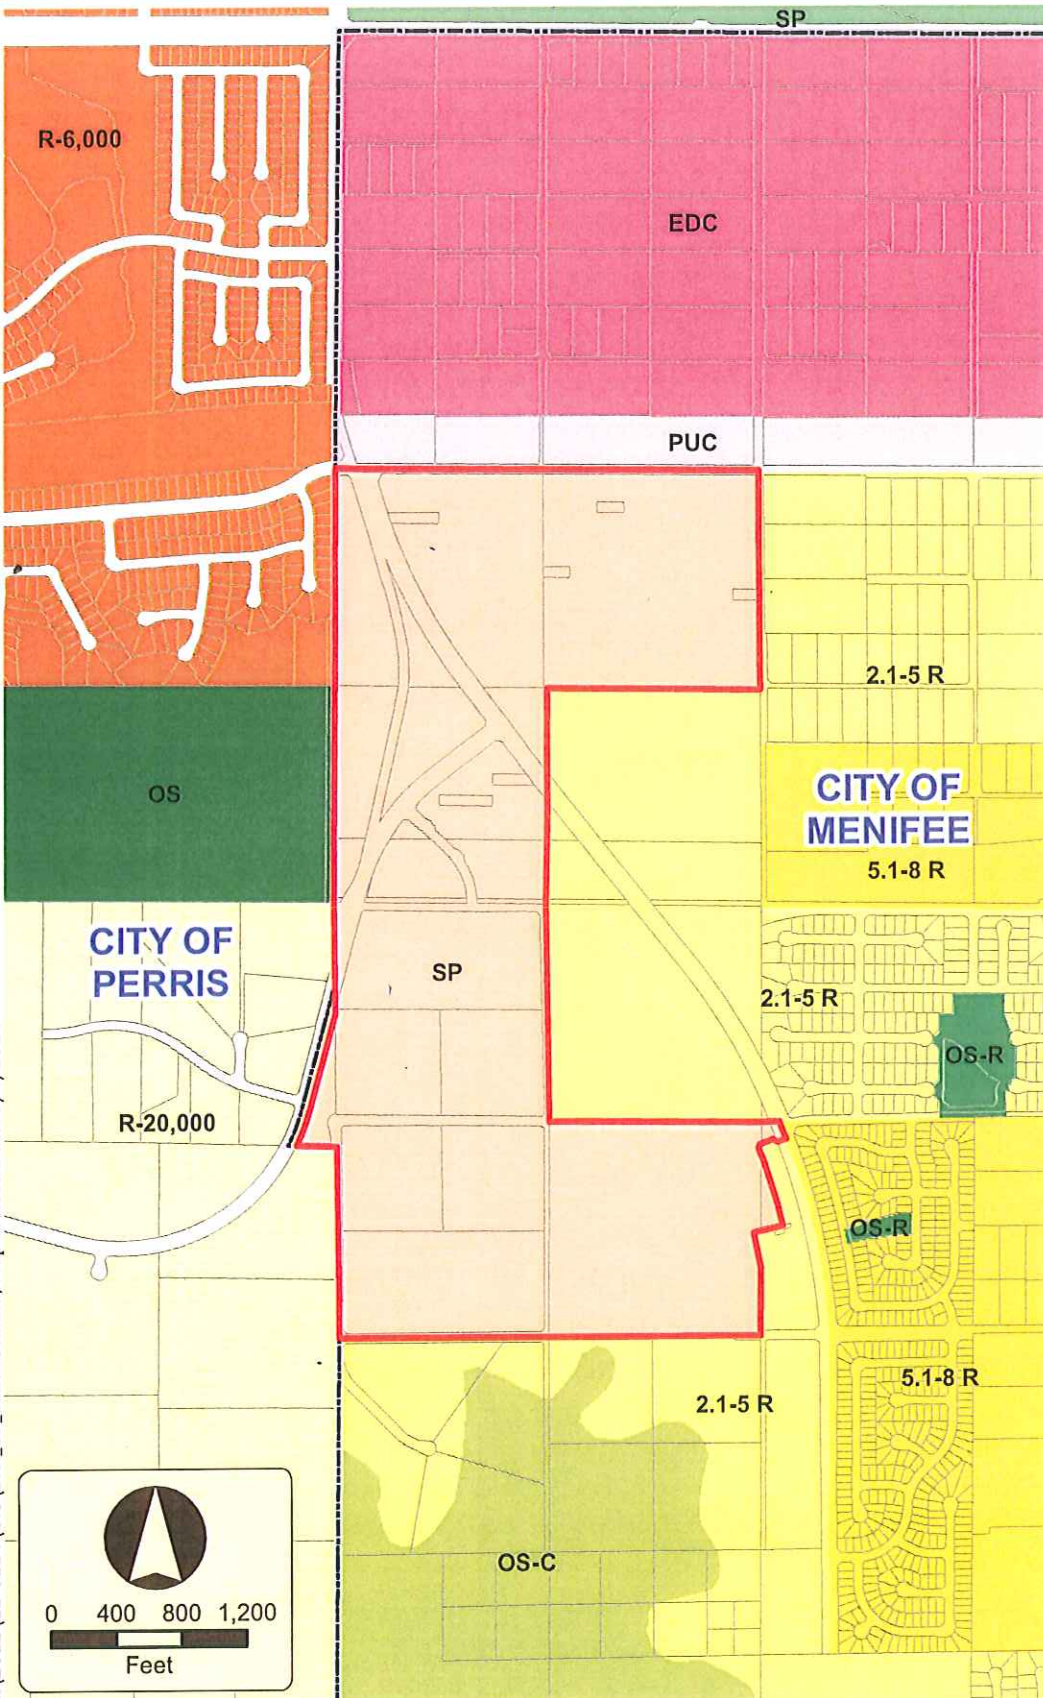 SP
R-6,000
EDC
PUC
2.1-5 R
OS
CITY OF
MENIFEE
5.1-8 R
CITY OF
PERRIS
SP
2.1-5 R
OS-R
R-20,000
OS-R
5.1-8 R
2.1-5 R
OS-C
0 400 800 1,200
Feet